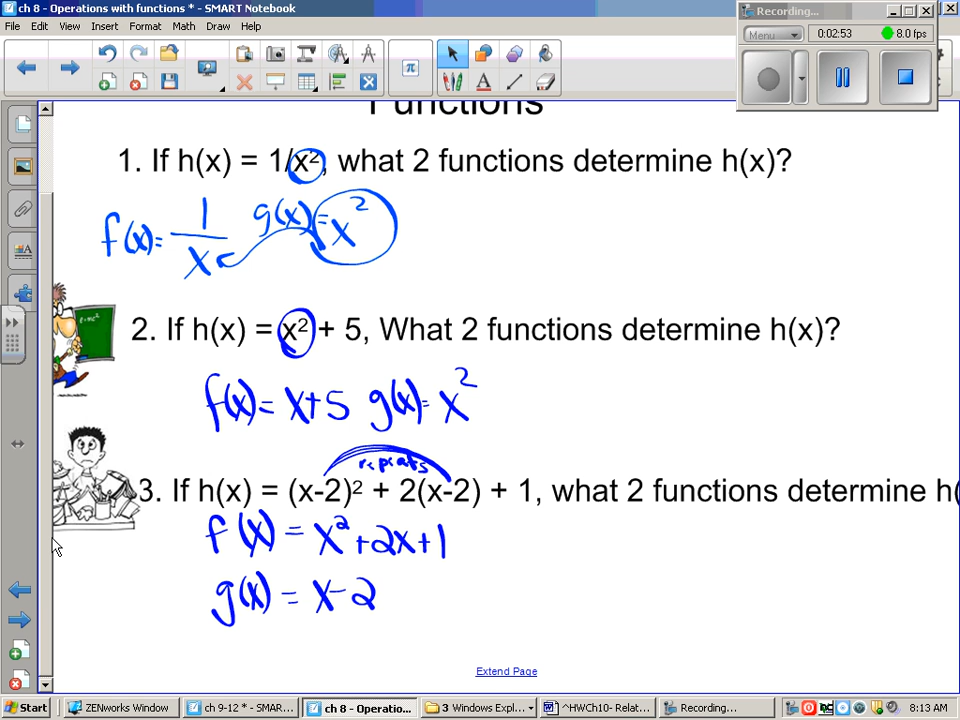 ch 8 - Operations with functions * - SMART Notebook
File Edit View Insert Format Math Draw Help
Recording...
Menu 0:02:53 8.0 fps
π
Functions
1. If h(x) = 1/x², what 2 functions determine h(x)?
f(x)= 1/x g(x)= x²
2. If h(x) = x² + 5, What 2 functions determine h(x)?
f(x)= x+5 g(x)= x²
repeats
3. If h(x) = (x-2)² + 2(x-2) + 1, what 2 functions determine h(
f(x) = x²+2x+1
g(x) = x-2
Extend Page
Start ZENworks Window ch 9-12 * - SMAR... ch 8 - Operatio... 3 Windows Expl... ^HWCh10- Relat... Recording... 8:13 AM